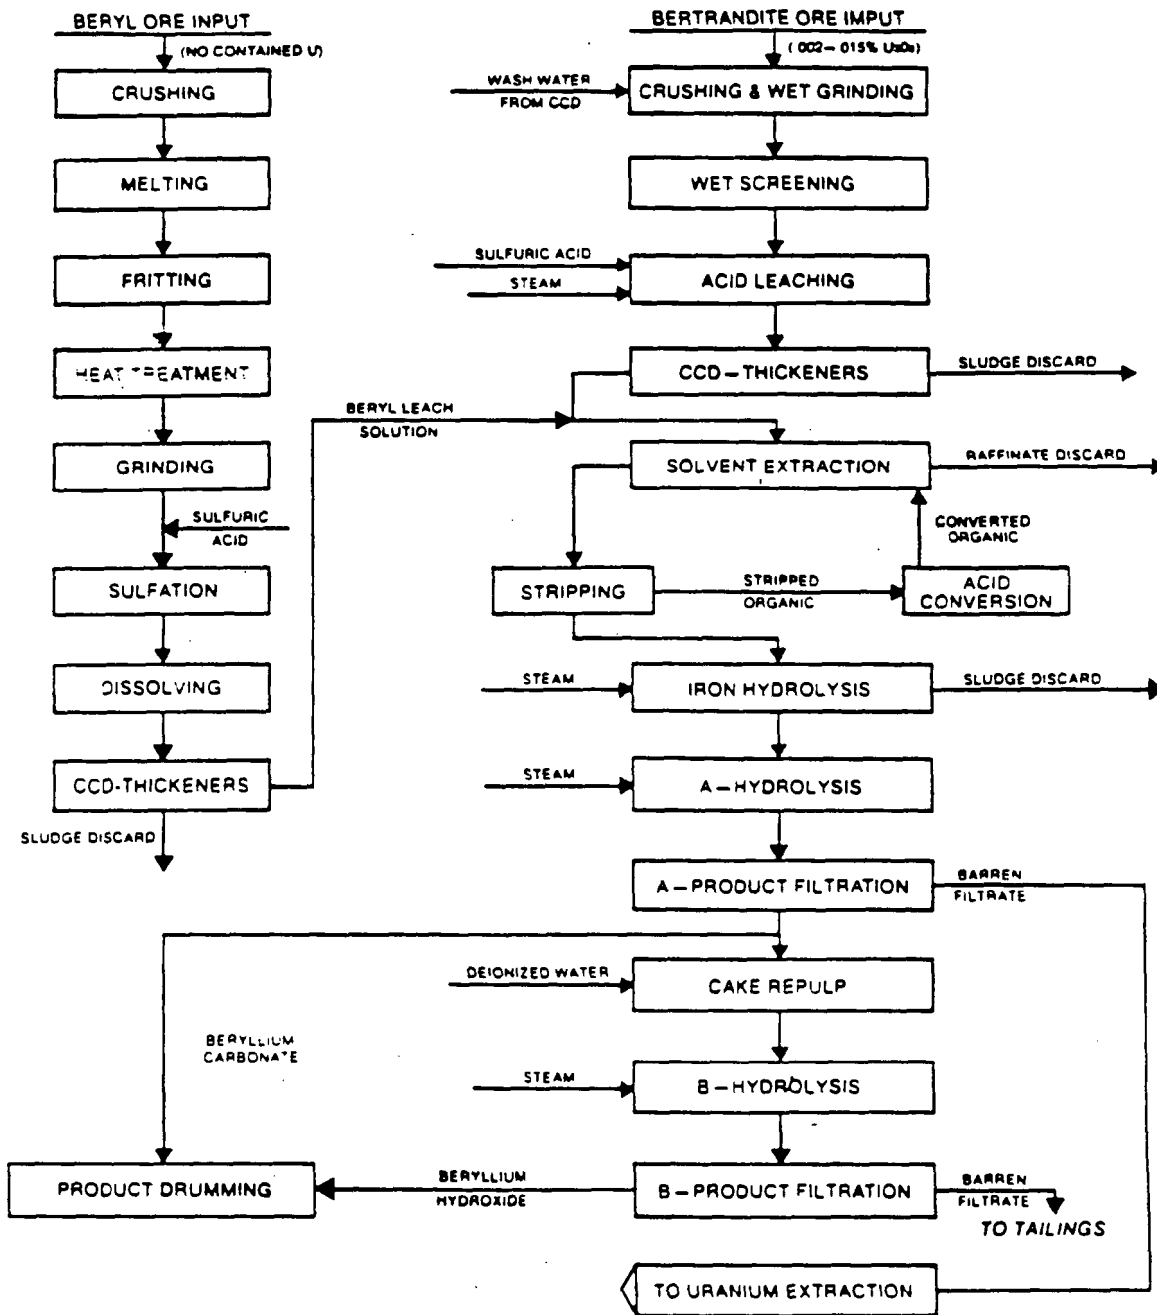 BERYL ORE INPUT
(NO CONTAINED U)
CRUSHING
MELTING
FRITTING
HEAT TREATMENT
GRINDING
SULFURIC
ACID
SULFATION
DISSOLVING
CCD-THICKENERS
SLUDGE DISCARD
BERYL LEACH
SOLUTION
BERTRANDITE ORE IMPUT
(.002-.015% U3O8)
WASH WATER
FROM CCD
CRUSHING & WET GRINDING
WET SCREENING
SULFURIC ACID
STEAM
ACID LEACHING
CCD-THICKENERS
SLUDGE DISCARD
SOLVENT EXTRACTION
RAFFINATE DISCARD
CONVERTED
ORGANIC
STRIPPING
STRIPPED
ORGANIC
ACID
CONVERSION
STEAM
IRON HYDROLYSIS
SLUDGE DISCARD
STEAM
A-HYDROLYSIS
A-PRODUCT FILTRATION
BARREN
FILTRATE
DEIONIZED WATER
CAKE REPULP
BERYLLIUM
CARBONATE
STEAM
B-HYDROLYSIS
PRODUCT DRUMMING
BERYLLIUM
HYDROXIDE
B-PRODUCT FILTRATION
BARREN
FILTRATE
TO TAILINGS
TO URANIUM EXTRACTION